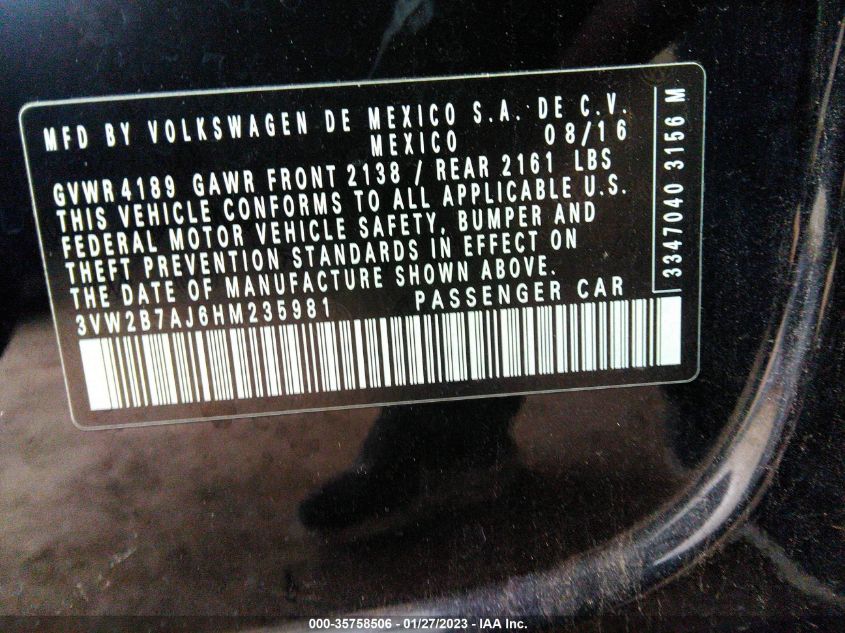 MFD BY VOLKSWAGEN DE MEXICO S.A. DE C.V.
MEXICO 08/16
GVWR 4189 GAWR FRONT 2138 / REAR 2161 LBS
THIS VEHICLE CONFORMS TO ALL APPLICABLE U.S.
FEDERAL MOTOR VEHICLE SAFETY, BUMPER AND
THEFT PREVENTION STANDARDS IN EFFECT ON
THE DATE OF MANUFACTURE SHOWN ABOVE.
3VW2B7AJ6HM235981 PASSENGER CAR
3347040 3156 M
000-35758506 - 01/27/2023 - IAA Inc.